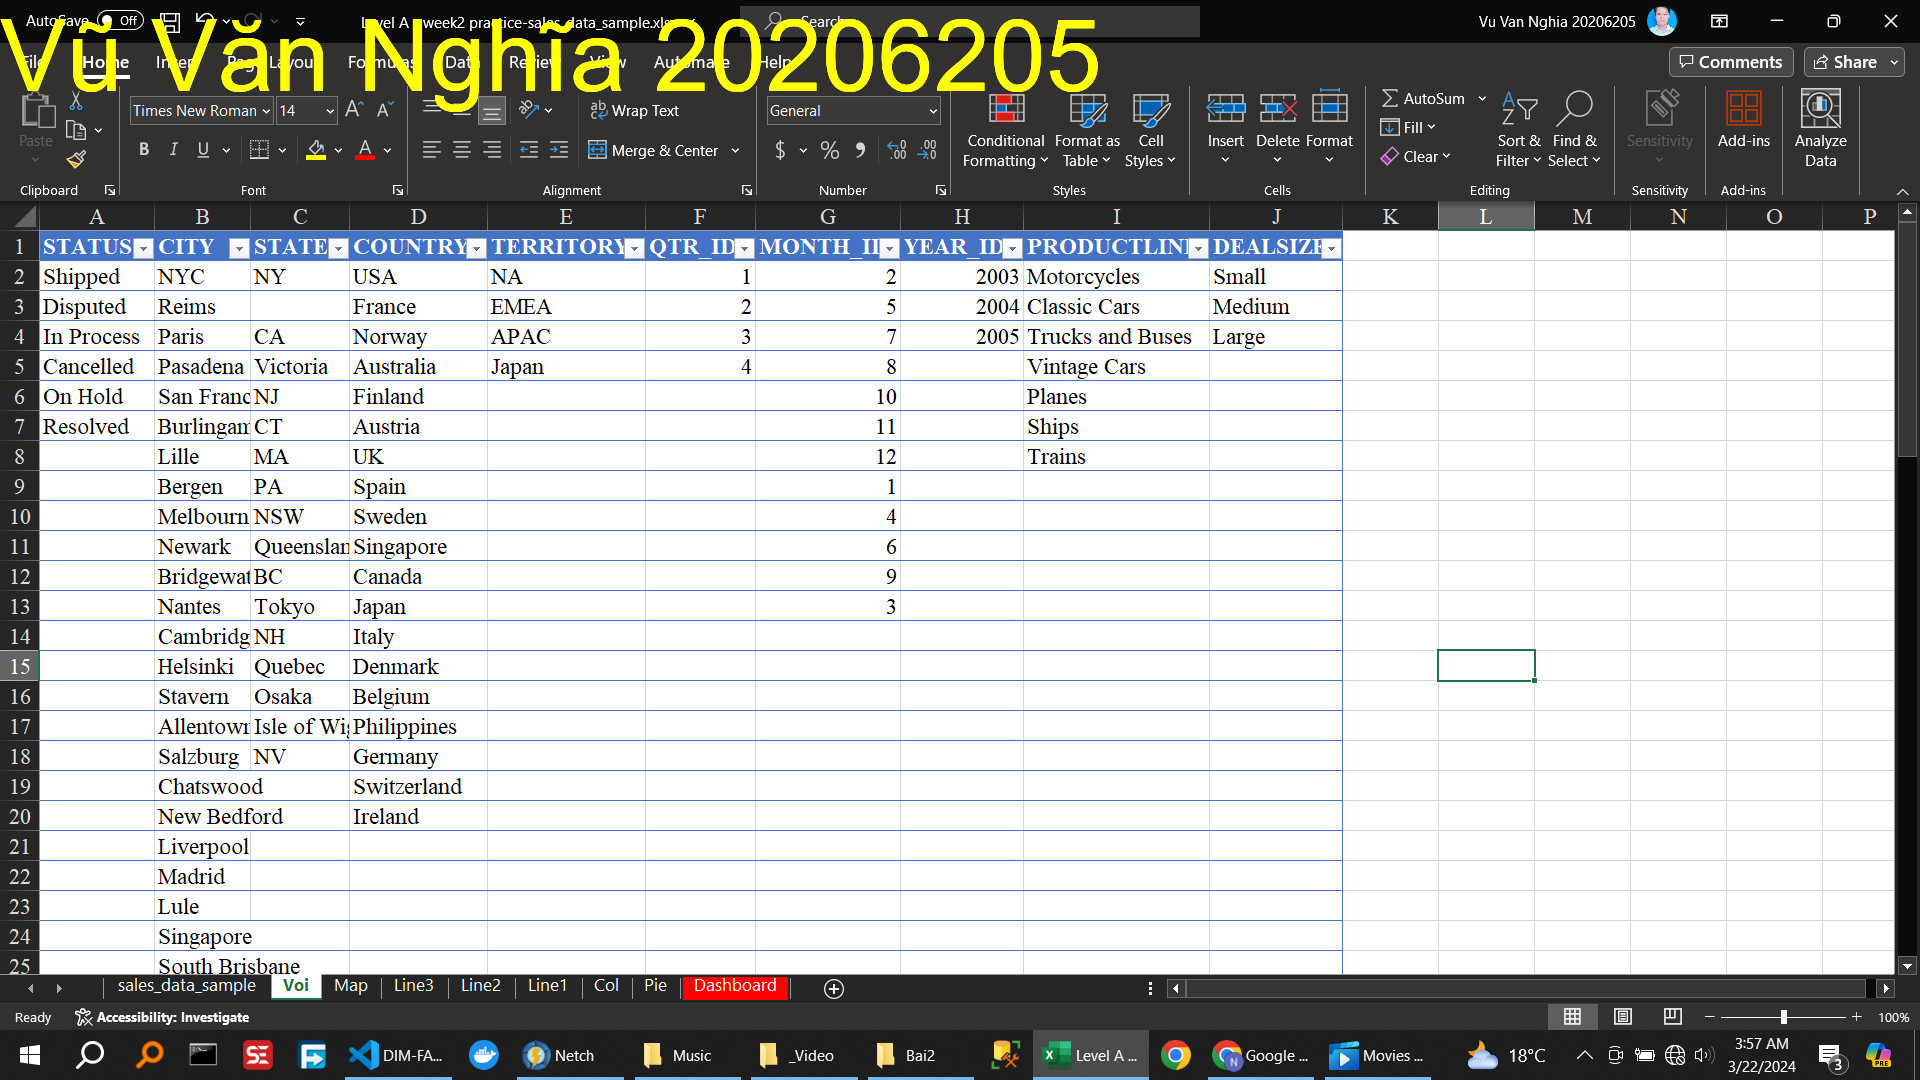 Vũ Văn Nghĩa 20206205
AutoSave Off
Level A - week2 practice-sales_data_sample.xlsx
Search
Vu Van Nghia 20206205
File Home Insert Page Layout Formulas Data Review View Automate Help
Comments Share
Paste
Times New Roman 14
B I U
Wrap Text
Merge & Center
General
$ %
Conditional Formatting
Format as Table
Cell Styles
Insert Delete Format
AutoSum
Fill
Clear
Sort & Filter
Find & Select
Sensitivity
Add-ins
Analyze Data
Clipboard Font Alignment Number Styles Cells Editing Sensitivity Add-ins
A B C D E F G H I J K L M N O P
1 STATUS CITY STATE COUNTRY TERRITORY QTR_ID MONTH_ID YEAR_ID PRODUCTLINE DEALSIZE
2 Shipped NYC NY USA NA 1 2 2003 Motorcycles Small
3 Disputed Reims France EMEA 2 5 2004 Classic Cars Medium
4 In Process Paris CA Norway APAC 3 7 2005 Trucks and Buses Large
5 Cancelled Pasadena Victoria Australia Japan 4 8 Vintage Cars
6 On Hold San Franc NJ Finland 10 Planes
7 Resolved Burlingam CT Austria 11 Ships
8 Lille MA UK 12 Trains
9 Bergen PA Spain 1
10 Melbourn NSW Sweden 4
11 Newark Queenslan Singapore 6
12 Bridgewat BC Canada 9
13 Nantes Tokyo Japan 3
14 Cambridg NH Italy
15 Helsinki Quebec Denmark
16 Stavern Osaka Belgium
17 Allentown Isle of Wi Philippines
18 Salzburg NV Germany
19 Chatswood Switzerland
20 New Bedford Ireland
21 Liverpool
22 Madrid
23 Lule
24 Singapore
25 South Brisbane
sales_data_sample Voi Map Line3 Line2 Line1 Col Pie Dashboard
Ready Accessibility: Investigate
100%
DIM-FA... Netch Music _Video Bai2 Level A ... Google ... Movies ... 18°C
3:57 AM
3/22/2024
3
PRE